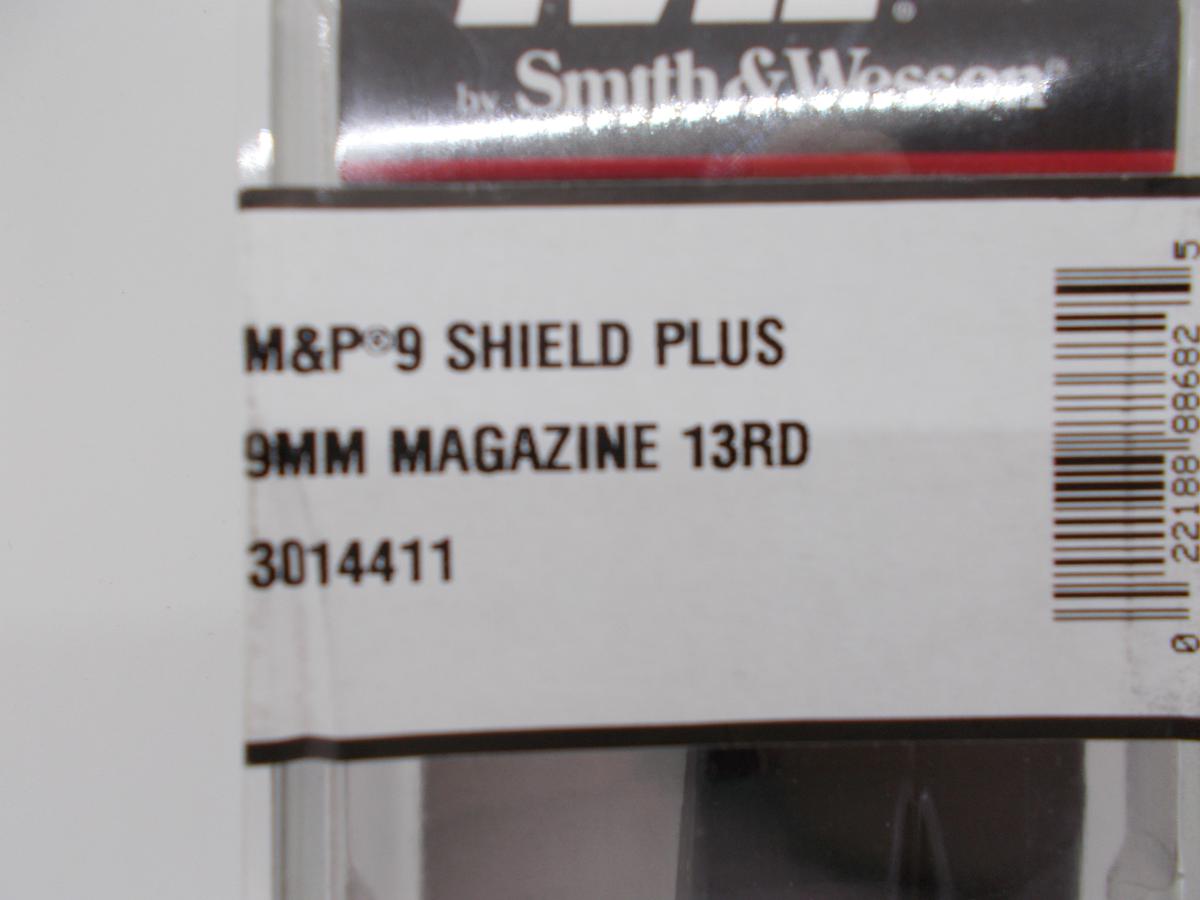 by Smith & Wesson®
M&P®9 SHIELD PLUS
9MM MAGAZINE 13RD
3014411
0 22188 88682 5